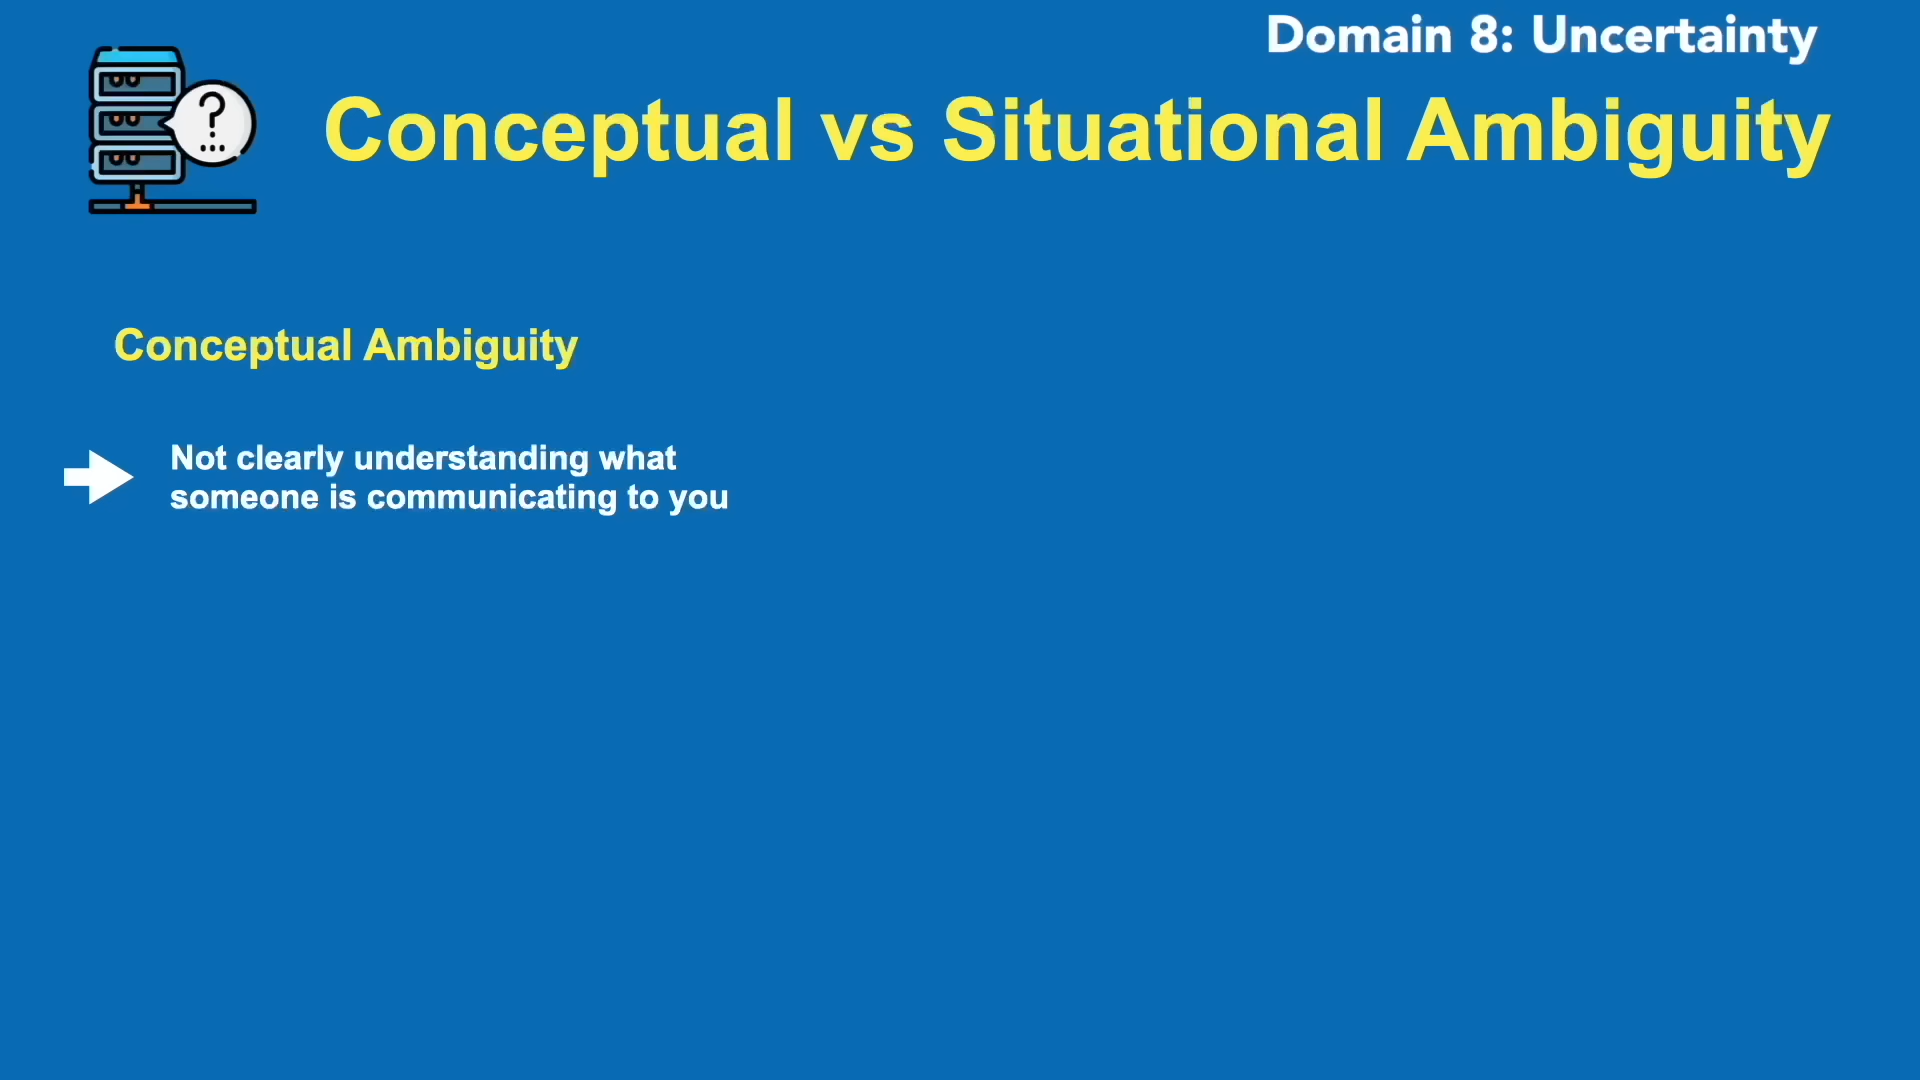 Domain 8: Uncertainty
Conceptual vs Situational Ambiguity
Conceptual Ambiguity
Not clearly understanding what
someone is communicating to you